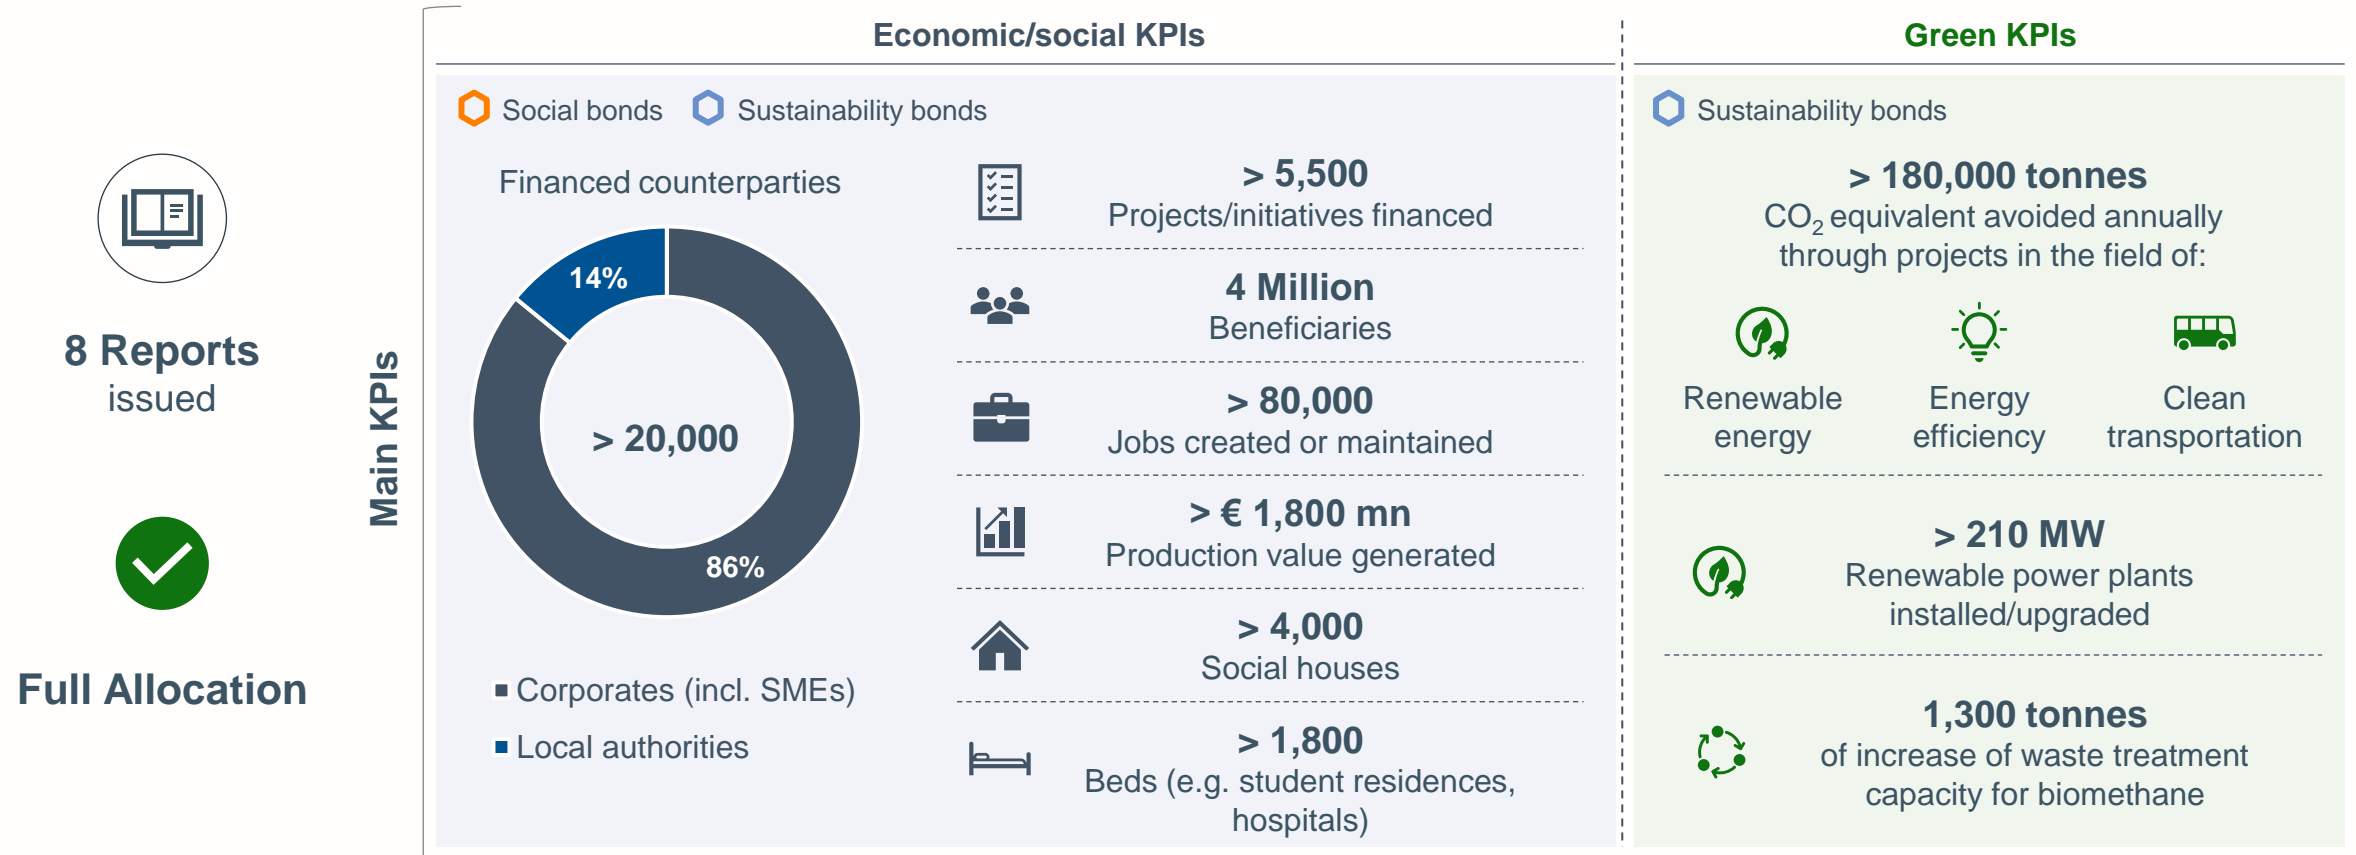 8 Reports
issued
Full Allocation
Main KPIs
Economic/social KPIs
Social bonds
Sustainability bonds
Financed counterparties
14%
> 20,000
86%
Corporates (incl. SMEs)
Local authorities
> 5,500
Projects/initiatives financed
4 Million
Beneficiaries
> 80,000
Jobs created or maintained
> € 1,800 mn
Production value generated
> 4,000
Social houses
> 1,800
Beds (e.g. student residences,
hospitals)
Green KPIs
Sustainability bonds
> 180,000 tonnes
CO₂ equivalent avoided annually
through projects in the field of:
Renewable
energy
Energy
efficiency
Clean
transportation
> 210 MW
Renewable power plants
installed/upgraded
1,300 tonnes
of increase of waste treatment
capacity for biomethane